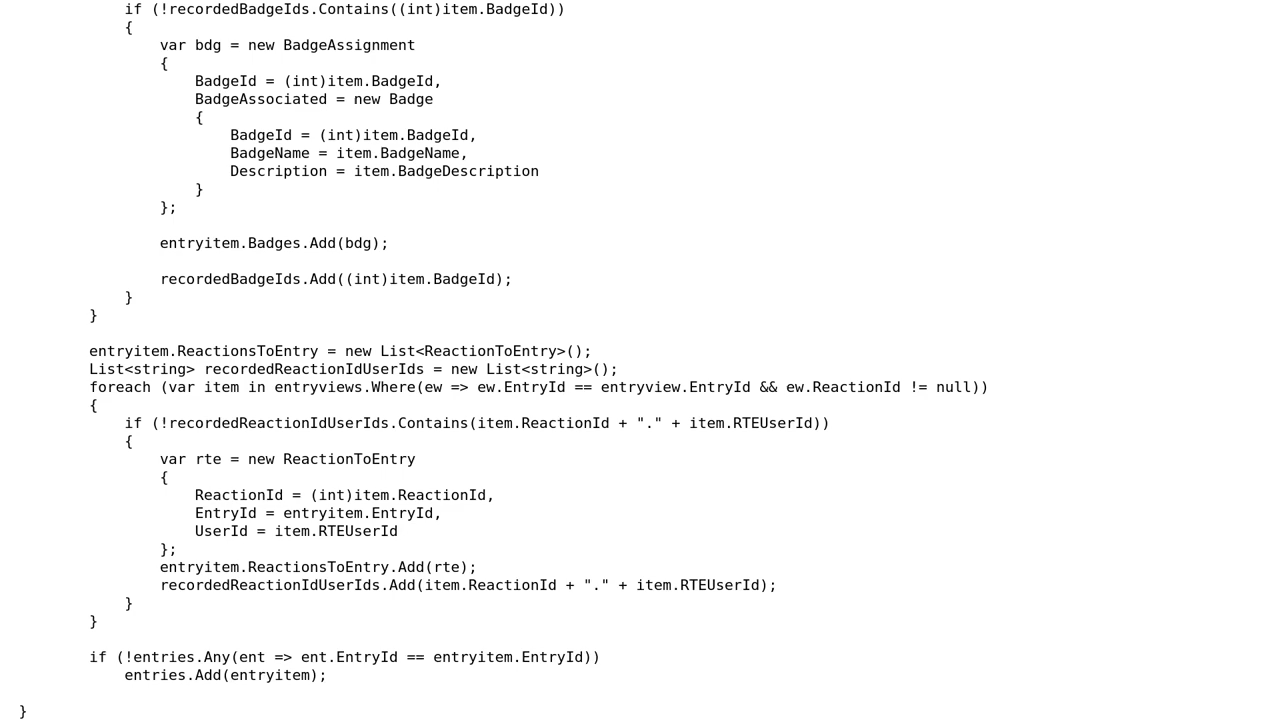 if (!recordedBadgeIds.Contains((int)item.BadgeId))
{
var bdg = new BadgeAssignment
{
BadgeId = (int)item.BadgeId,
BadgeAssociated = new Badge
{
BadgeId = (int)item.BadgeId,
BadgeName = item.BadgeName,
Description = item.BadgeDescription
}
};
entryitem.Badges.Add(bdg);
recordedBadgeIds.Add((int)item.BadgeId);
}
}
entryitem.ReactionsToEntry = new List<ReactionToEntry>();
List<string> recordedReactionIdUserIds = new List<string>();
foreach (var item in entryviews.Where(ew => ew.EntryId == entryview.EntryId && ew.ReactionId != null))
{
if (!recordedReactionIdUserIds.Contains(item.ReactionId + "." + item.RTEUserId))
{
var rte = new ReactionToEntry
{
ReactionId = (int)item.ReactionId,
EntryId = entryitem.EntryId,
UserId = item.RTEUserId
};
entryitem.ReactionsToEntry.Add(rte);
recordedReactionIdUserIds.Add(item.ReactionId + "." + item.RTEUserId);
}
}
if (!entries.Any(ent => ent.EntryId == entryitem.EntryId))
entries.Add(entryitem);
}